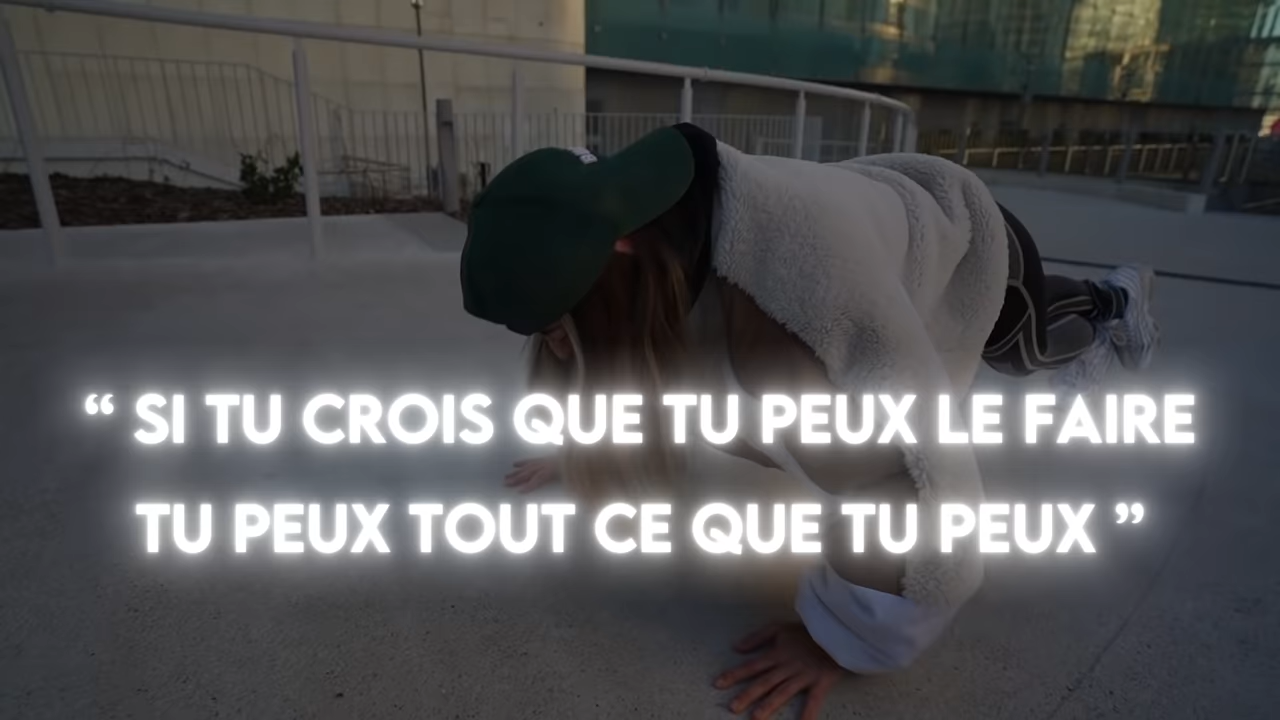 “ SI TU CROIS QUE TU PEUX LE FAIRE
TU PEUX TOUT CE QUE TU PEUX ”